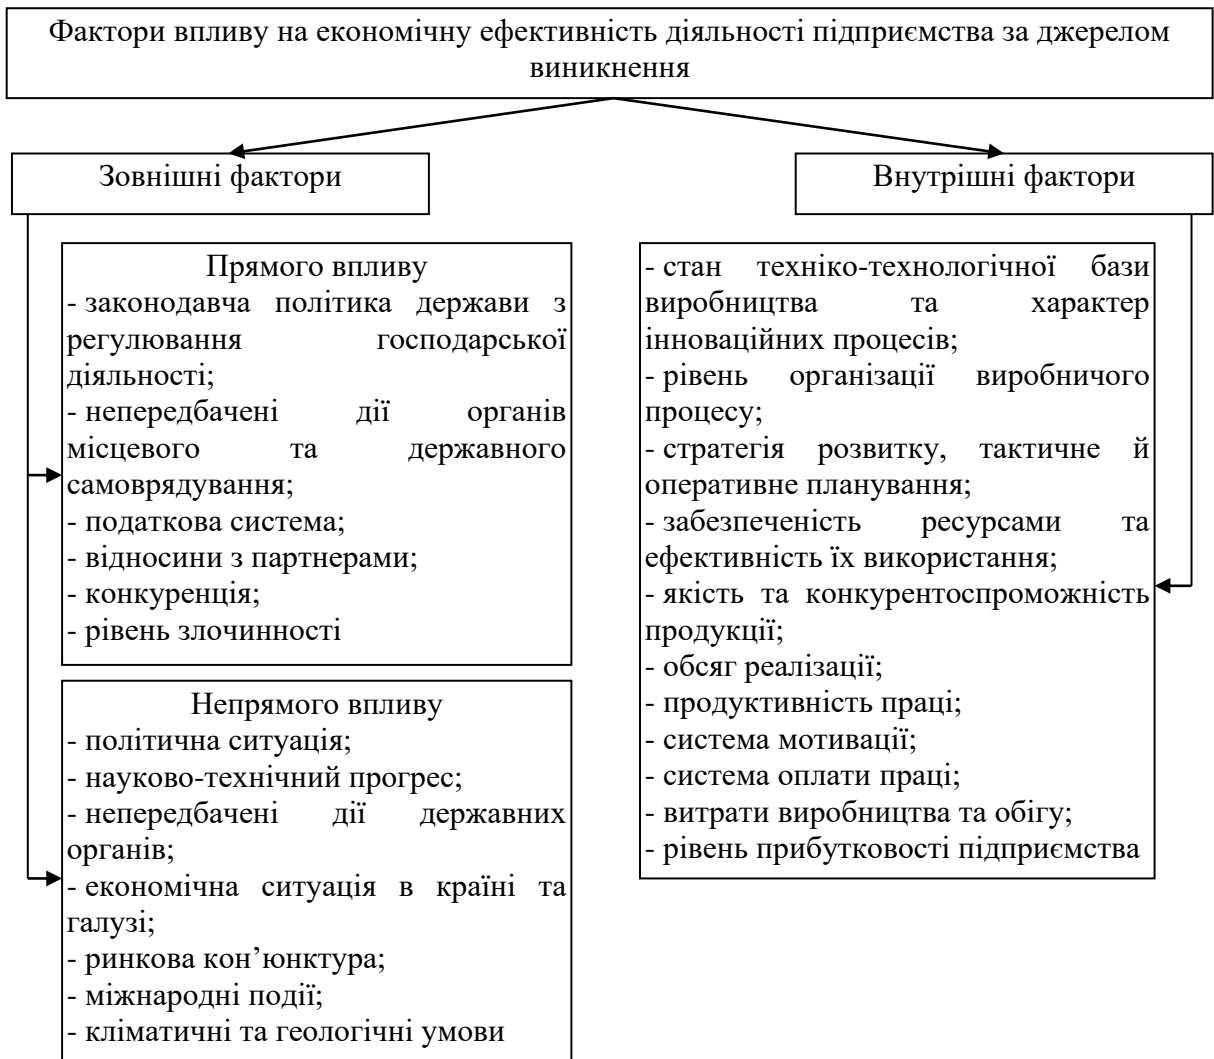 Фактори впливу на економічну ефективність діяльності підприємства за джерелом
виникнення
Зовнішні фактори
Внутрішні фактори
Прямого впливу
- законодавча політика держави з
регулювання господарської
діяльності;
- непередбачені дії органів
місцевого та державного
самоврядування;
- податкова система;
- відносини з партнерами;
- конкуренція;
- рівень злочинності
Непрямого впливу
- політична ситуація;
- науково-технічний прогрес;
- непередбачені дії державних
органів;
- економічна ситуація в країні та
галузі;
- ринкова кон’юнктура;
- міжнародні події;
- кліматичні та геологічні умови
- стан техніко-технологічної бази
виробництва та характер
інноваційних процесів;
- рівень організації виробничого
процесу;
- стратегія розвитку, тактичне й
оперативне планування;
- забезпеченість ресурсами та
ефективність їх використання;
- якість та конкурентоспроможність
продукції;
- обсяг реалізації;
- продуктивність праці;
- система мотивації;
- система оплати праці;
- витрати виробництва та обігу;
- рівень прибутковості підприємства